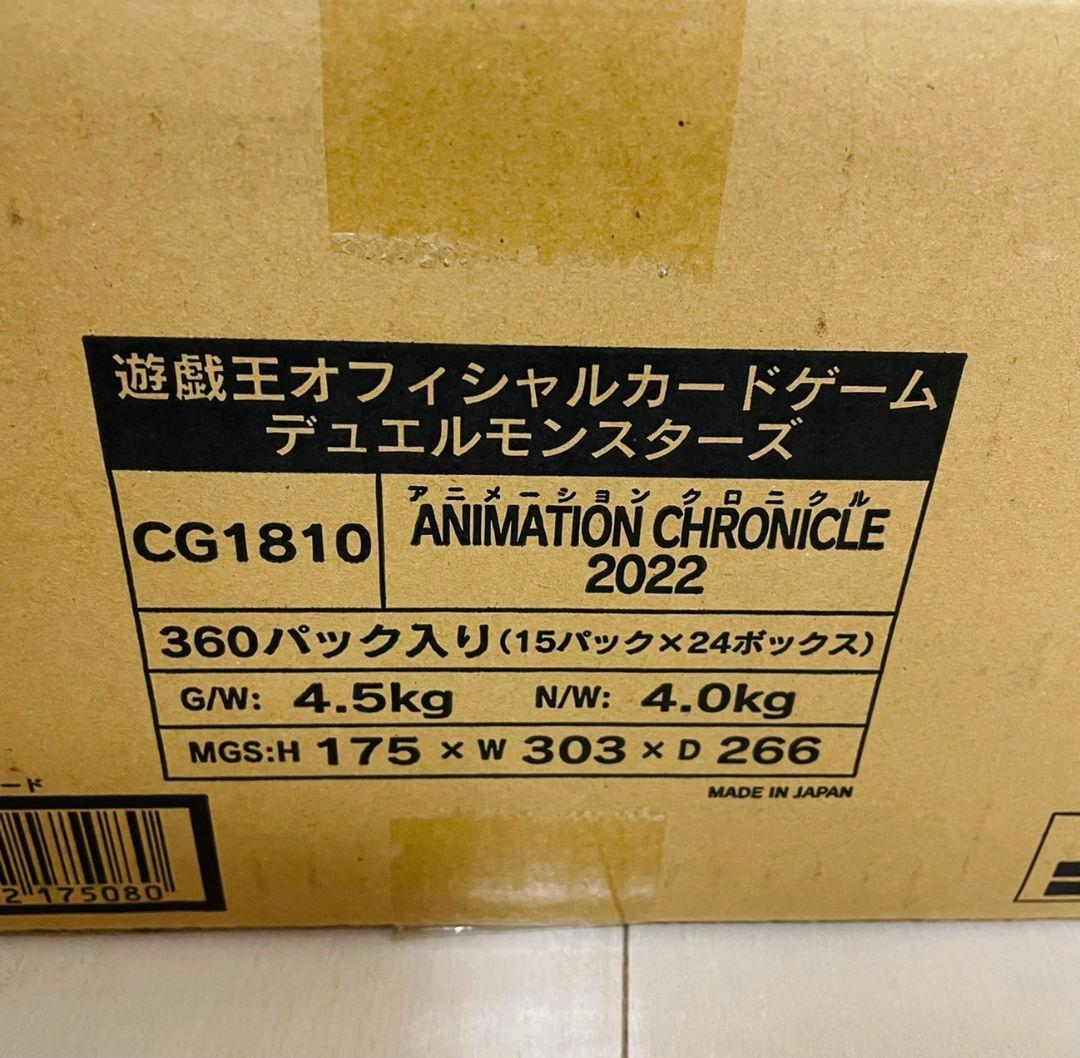 遊戯王オフィシャルカードゲーム
デュエルモンスターズ
CG1810
アニメーション クロニクル
ANIMATION CHRONICLE
2022
360パック入り(15パック×24ボックス)
G/W: 4.5kg N/W: 4.0kg
MGS:H 175 × W 303 × D 266
MADE IN JAPAN
ード
2 175080